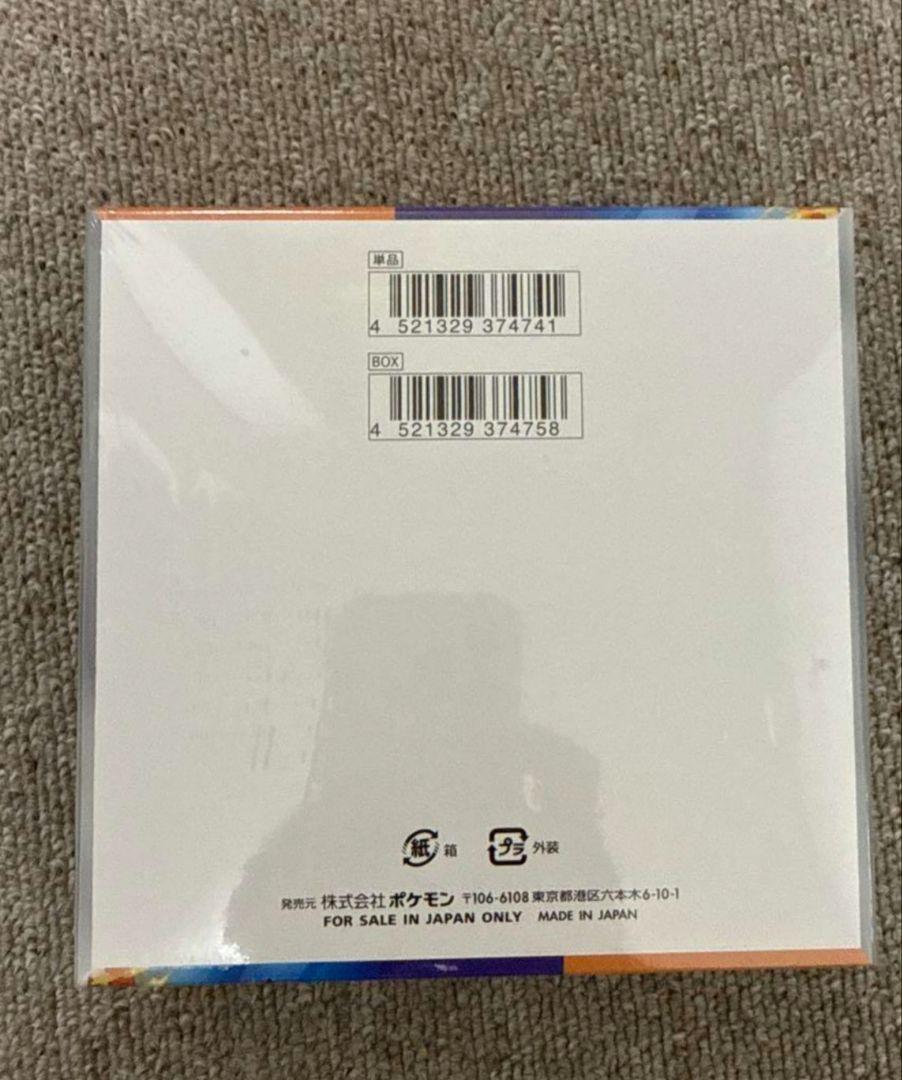 単品
4 521329 374741
BOX
4 521329 374758
紙 箱 プラ 外装
発売元 株式会社 ポケモン 〒106-6108 東京都港区六本木6-10-1
FOR SALE IN JAPAN ONLY MADE IN JAPAN